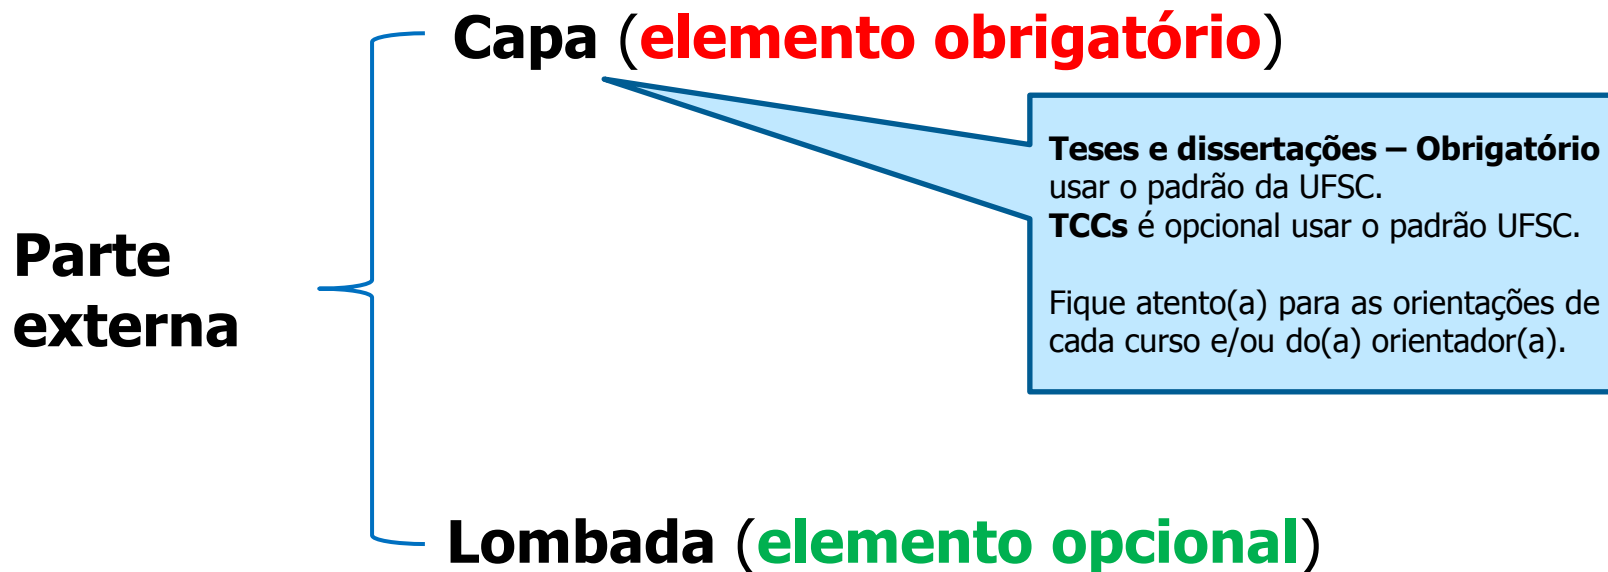 Capa (elemento obrigatório)
Teses e dissertações – Obrigatório
usar o padrão da UFSC.
TCCs é opcional usar o padrão UFSC.
Fique atento(a) para as orientações de
cada curso e/ou do(a) orientador(a).
Parte
externa
Lombada (elemento opcional)